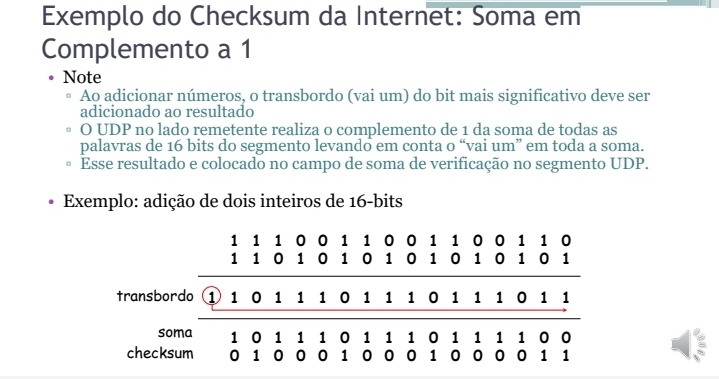 Exemplo do Checksum da Internet: Soma em
Complemento a 1
• Note
▫ Ao adicionar números, o transbordo (vai um) do bit mais significativo deve ser
adicionado ao resultado
▫ O UDP no lado remetente realiza o complemento de 1 da soma de todas as
palavras de 16 bits do segmento levando em conta o “vai um” em toda a soma.
▫ Esse resultado e colocado no campo de soma de verificação no segmento UDP.
• Exemplo: adição de dois inteiros de 16-bits
1 1 1 0 0 1 1 0 0 1 1 0 0 1 1 0
1 1 0 1 0 1 0 1 0 1 0 1 0 1 0 1
transbordo 1 1 0 1 1 1 0 1 1 1 0 1 1 1 0 1 1
soma 1 0 1 1 1 0 1 1 1 0 1 1 1 1 0 0
checksum 0 1 0 0 0 1 0 0 0 1 0 0 0 0 1 1